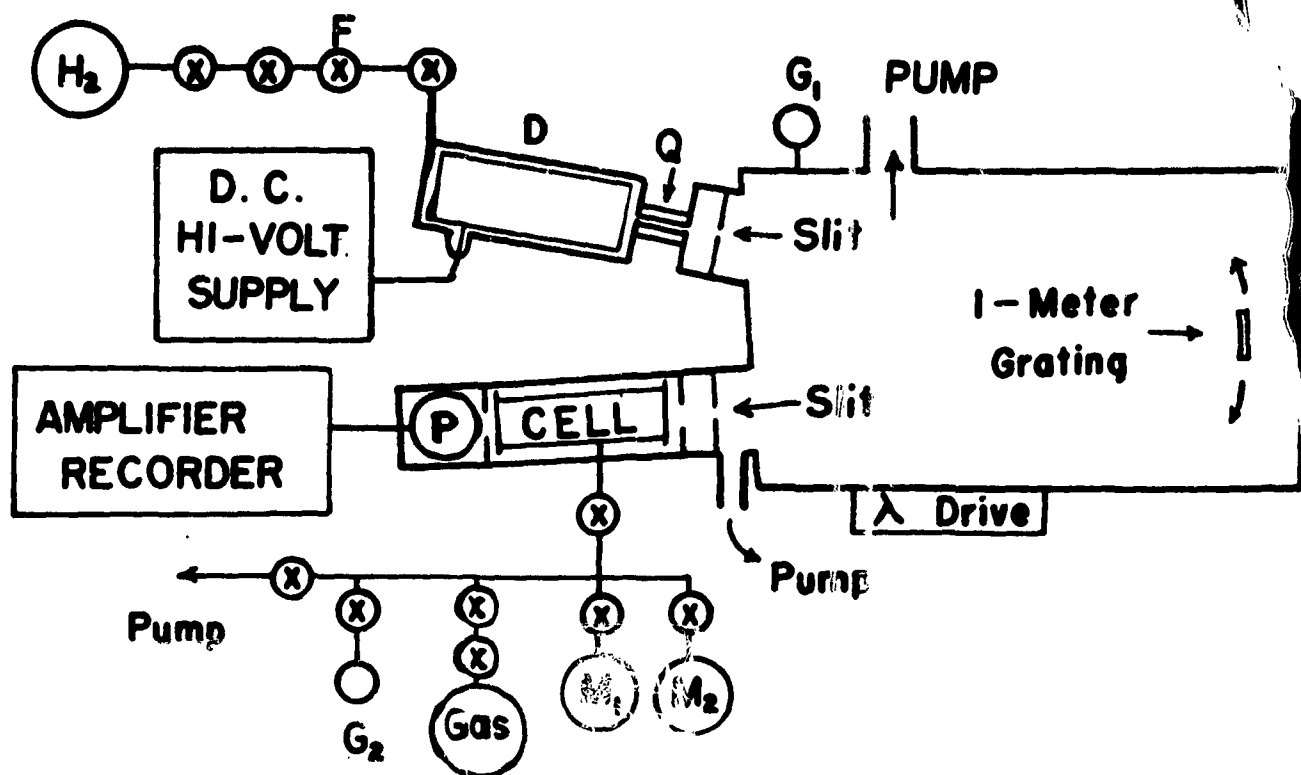 F
H₂
X X X X
G₁
PUMP
D
Q
D. C.
HI-VOLT
SUPPLY
Slit
1-Meter
Grating
AMPLIFIER
RECORDER
P
CELL
Slit
X
λ Drive
X
Pump
Pump
X
X
X
X
X
M₁
M₂
G₂
Gas